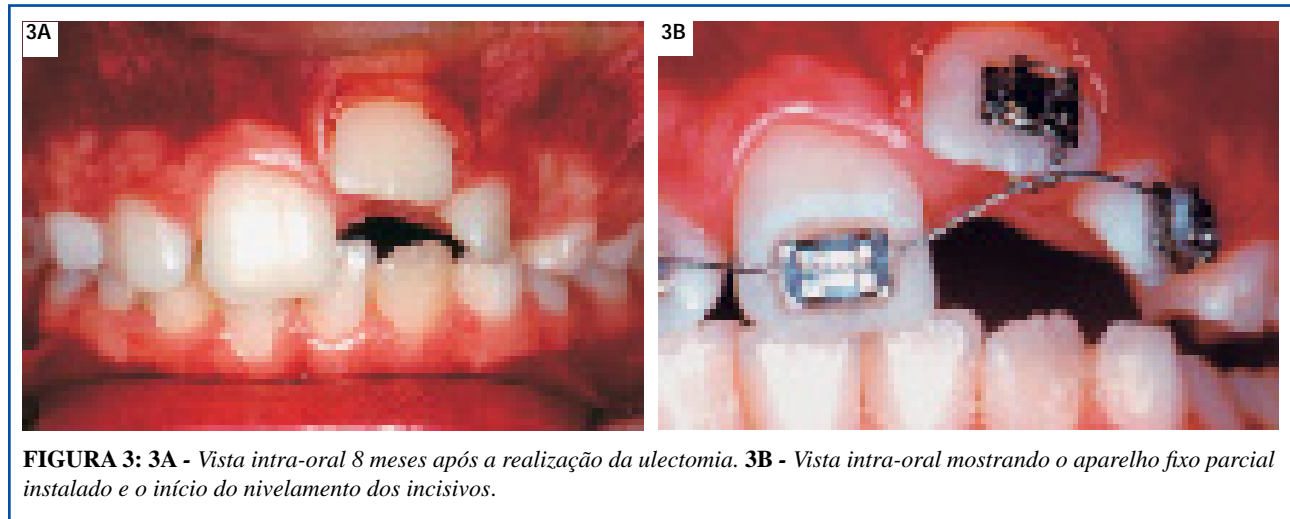 3A
3B
FIGURA 3: 3A - Vista intra-oral 8 meses após a realização da ulectomia. 3B - Vista intra-oral mostrando o aparelho fixo parcial
instalado e o início do nivelamento dos incisivos.